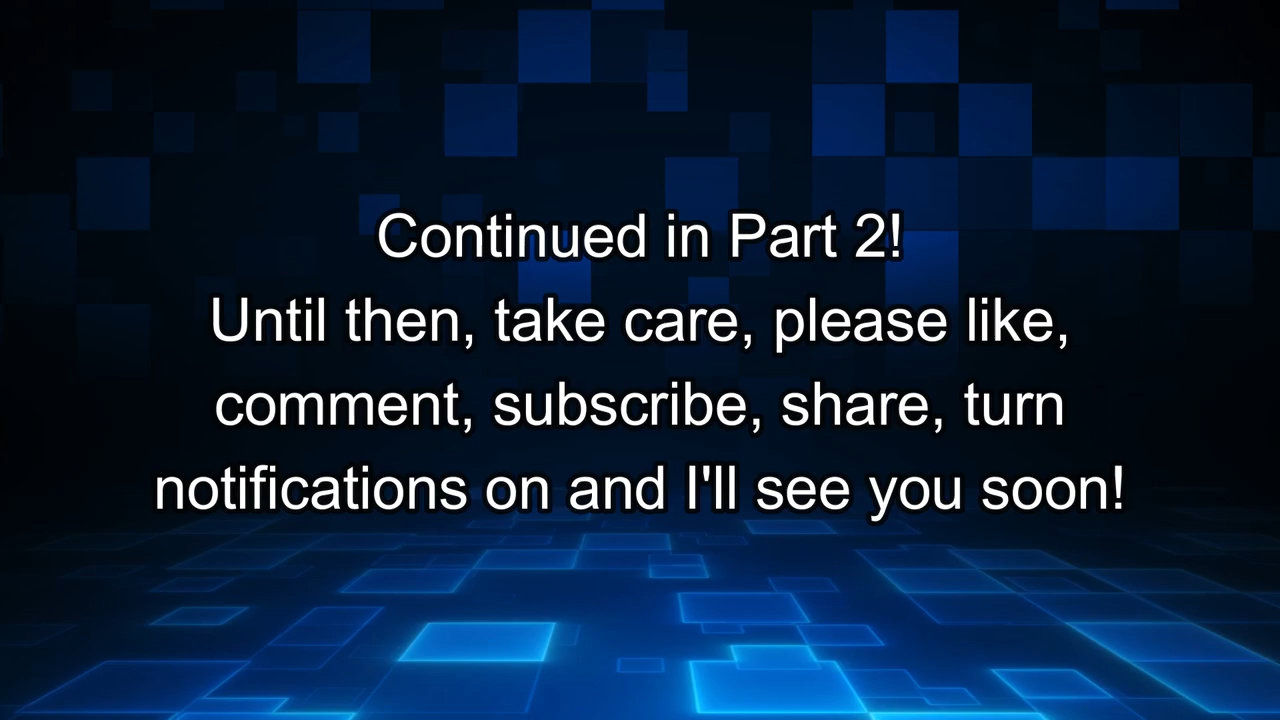 Continued in Part 2!
Until then, take care, please like,
comment, subscribe, share, turn
notifications on and I'll see you soon!